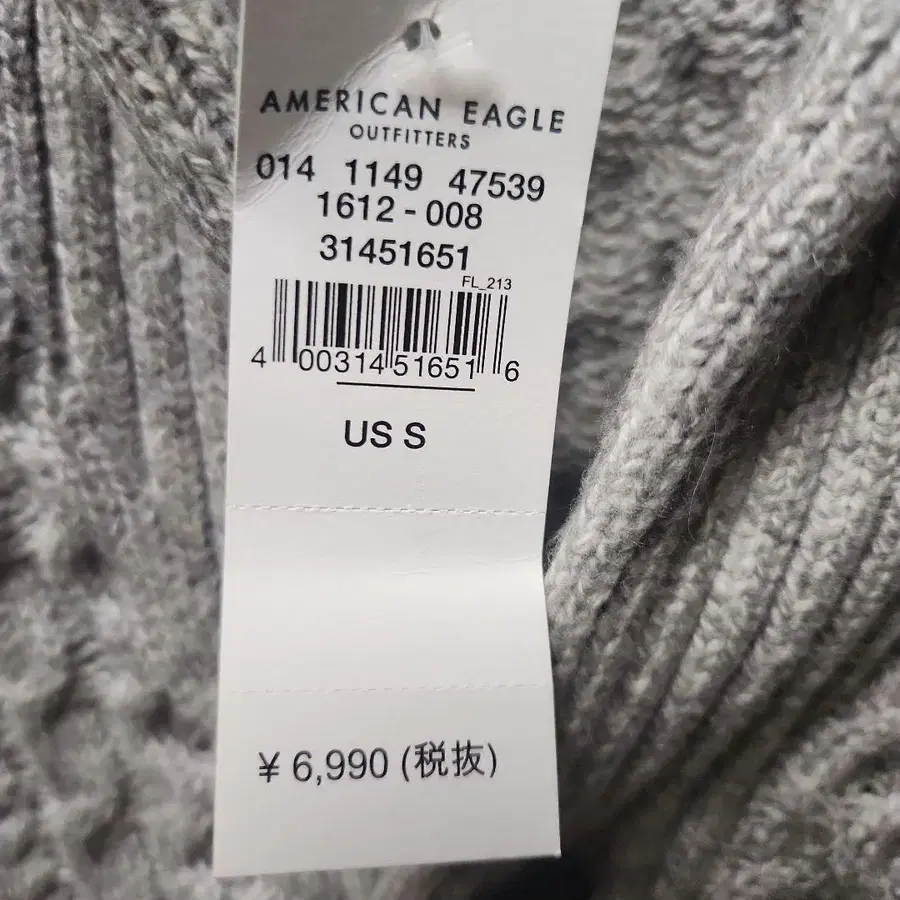 AMERICAN EAGLE
OUTFITTERS
014 1149 47539
1612 - 008
31451651
FL_213
4 00314 51651 6
US S
¥ 6,990 (税抜)